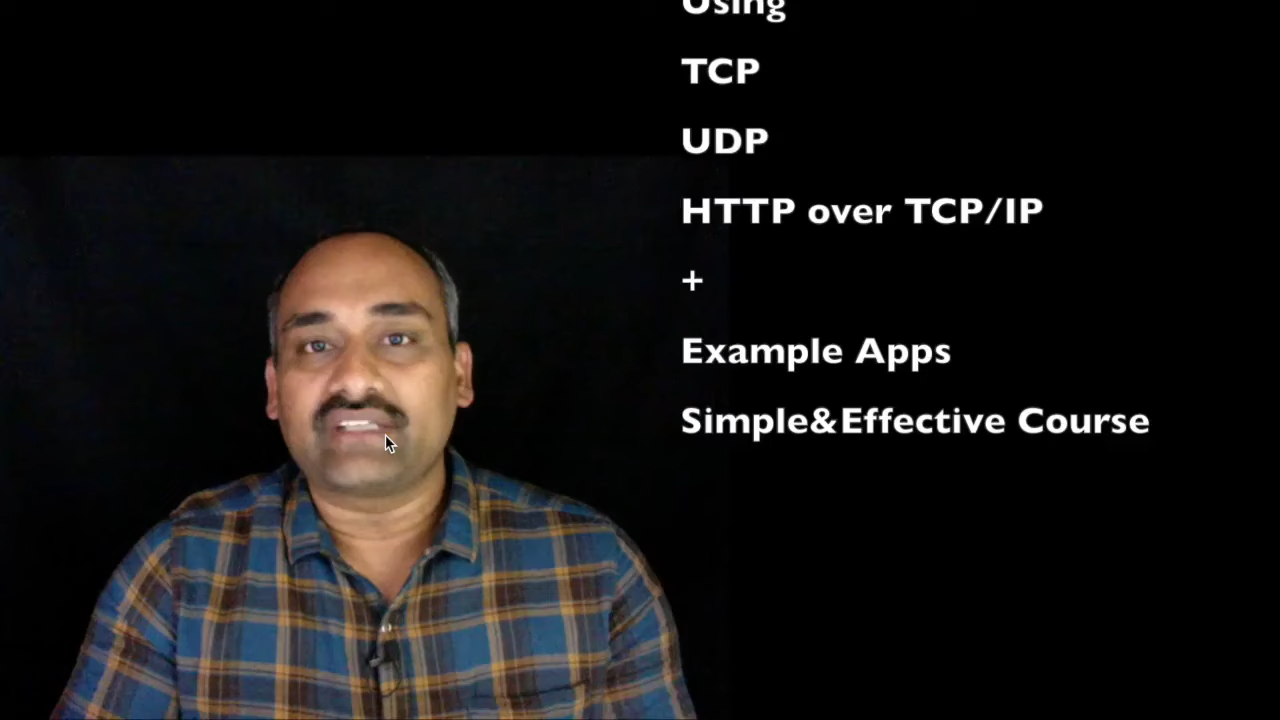 Using
TCP
UDP
HTTP over TCP/IP
+
Example Apps
Simple&Effective Course